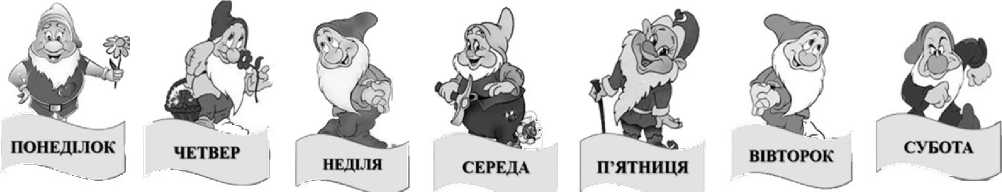 ПОНЕДІЛОК
ЧЕТВЕР
НЕДІЛЯ
СЕРЕДА
П’ЯТНИЦЯ
ВІВТОРОК
СУБОТА